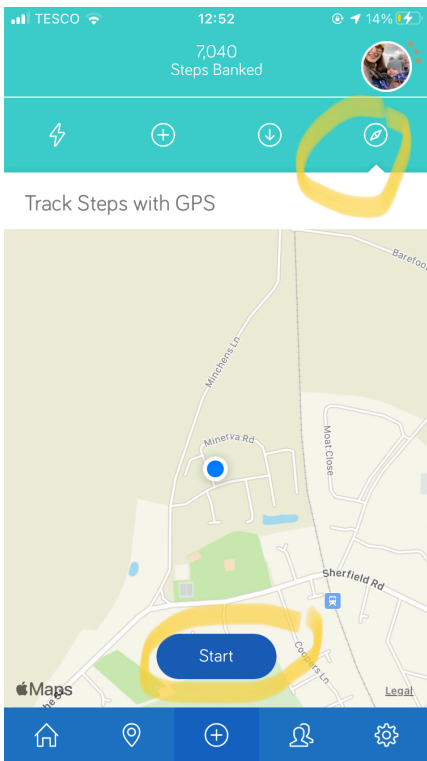 TESCO 12:52 14%
7,040
Steps Banked
Track Steps with GPS
Minchens Ln
Minerva Rd
Moat Close
Sherfield Rd
Start
Coopers Ln
Maps
Legal